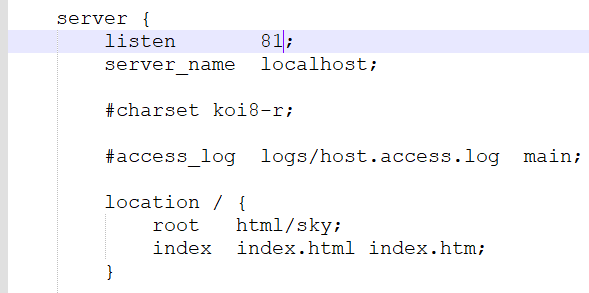 server {
listen 81;
server_name localhost;
#charset koi8-r;
#access_log logs/host.access.log main;
location / {
root html/sky;
index index.html index.htm;
}